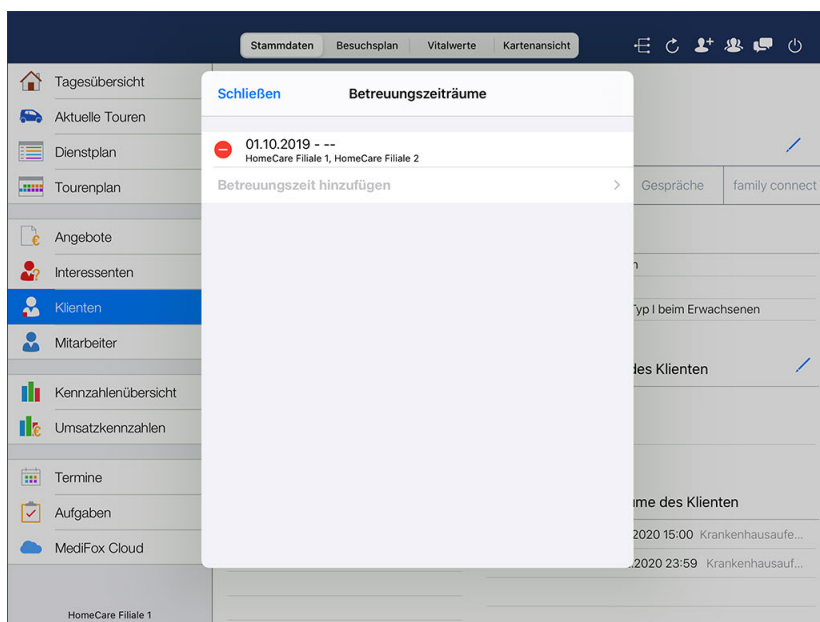 Stammdaten Besuchsplan Vitalwerte Kartenansicht
Tagesübersicht
Aktuelle Touren
Dienstplan
Tourenplan
Angebote
Interessenten
Klienten
Mitarbeiter
Kennzahlenübersicht
Umsatzkennzahlen
Termine
Aufgaben
MediFox Cloud
HomeCare Filiale 1
Schließen Betreuungszeiträume
01.10.2019 - --
HomeCare Filiale 1, HomeCare Filiale 2
Betreuungszeit hinzufügen
Gespräche family connect
Typ I beim Erwachsenen
des Klienten
ume des Klienten
2020 15:00 Krankenhausaufe...
.2020 23:59 Krankenhausauf...